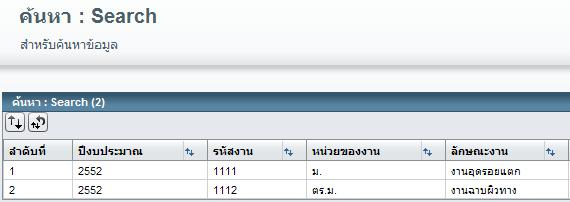 ค้นหา : Search
สำหรับค้นหาข้อมูล
ค้นหา : Search (2)
ลำดับที่ ปีงบประมาณ รหัสงาน หน่วยของงาน ลักษณะงาน
1 2552 1111 ม. งานอุดรอยแตก
2 2552 1112 ตร.ม. งานฉาบผิวทาง